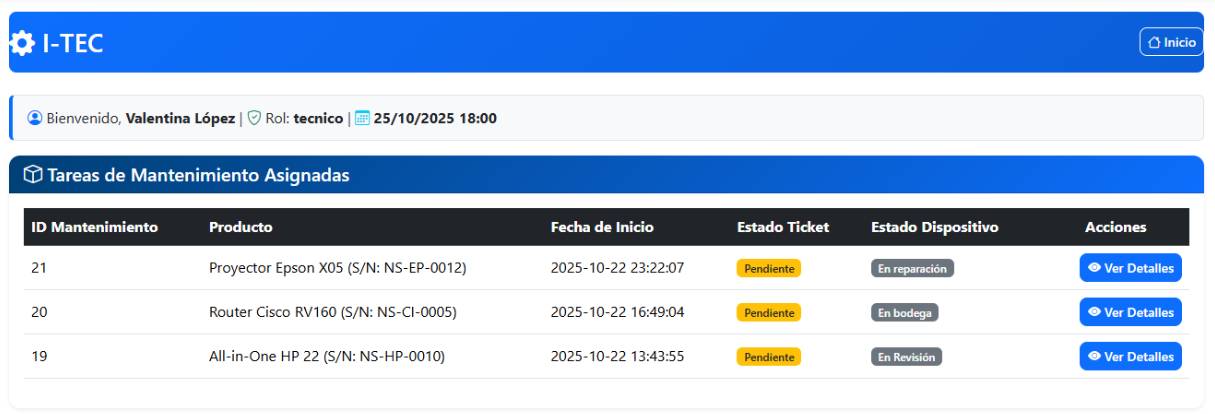 I-TEC
Inicio
Bienvenido, Valentina López | Rol: tecnico | 25/10/2025 18:00
Tareas de Mantenimiento Asignadas
ID Mantenimiento Producto Fecha de Inicio Estado Ticket Estado Dispositivo Acciones
21 Proyector Epson X05 (S/N: NS-EP-0012) 2025-10-22 23:22:07 Pendiente En reparación Ver Detalles
20 Router Cisco RV160 (S/N: NS-CI-0005) 2025-10-22 16:49:04 Pendiente En bodega Ver Detalles
19 All-in-One HP 22 (S/N: NS-HP-0010) 2025-10-22 13:43:55 Pendiente En Revisión Ver Detalles